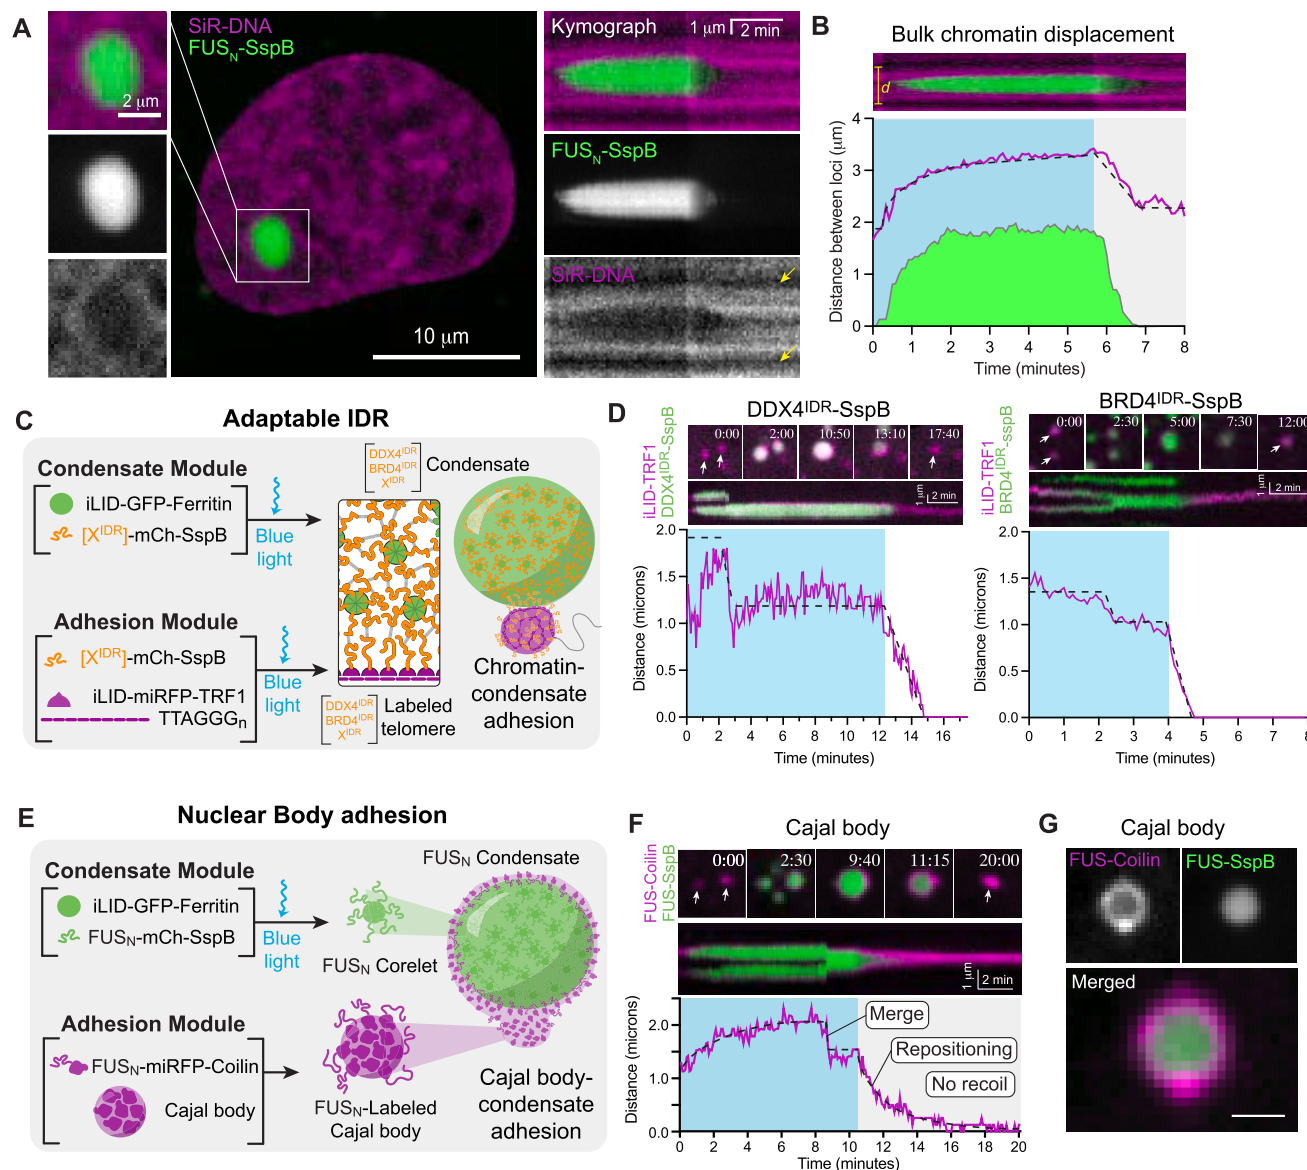 A
SiR-DNA
FUSN-SspB
2 μm
10 μm
Kymograph
1 μm
2 min
FUSN-SspB
SiR-DNA
B
Bulk chromatin displacement
d
Distance between loci (μm)
4
3
2
1
0
0 1 2 3 4 5 6 7 8
Time (minutes)
C
Adaptable IDR
Condensate Module
iLID-GFP-Ferritin
[XIDR]-mCh-SspB
Blue
light
Adhesion Module
[XIDR]-mCh-SspB
iLID-miRFP-TRF1
TTAGGGn
Blue
light
DDX4IDR
BRD4IDR
XIDR
Condensate
DDX4IDR
BRD4IDR
XIDR
Labeled
telomere
Chromatin-
condensate
adhesion
D
DDX4IDR-SspB
iLID-TRF1
DDX4IDR-SspB
0:00 2:00 10:50 13:10 17:40
1 μm
2 min
Distance (microns)
2.0
1.5
1.0
0.5
0.0
0 2 4 6 8 10 12 14 16
Time (minutes)
BRD4IDR-SspB
iLID-TRF1
BRD4IDR-sspB
0:00 2:30 5:00 7:30 12:00
1 μm
2 min
Distance (microns)
2.0
1.5
1.0
0.5
0.0
0 1 2 3 4 5 6 7 8
Time (minutes)
E
Nuclear Body adhesion
Condensate Module
iLID-GFP-Ferritin
FUSN-mCh-SspB
Blue
light
FUSN Corelet
FUSN Condensate
Adhesion Module
FUSN-miRFP-Coilin
Cajal body
FUSN-Labeled
Cajal body
Cajal body-
condensate
adhesion
F
Cajal body
FUS-Coilin
FUS-SspB
0:00 2:30 9:40 11:15 20:00
1 μm
2 min
Distance (microns)
2.0
1.0
0.0
Merge
Repositioning
No recoil
0 2 4 6 8 10 12 14 16 18 20
Time (minutes)
G
Cajal body
FUS-Coilin
FUS-SspB
Merged